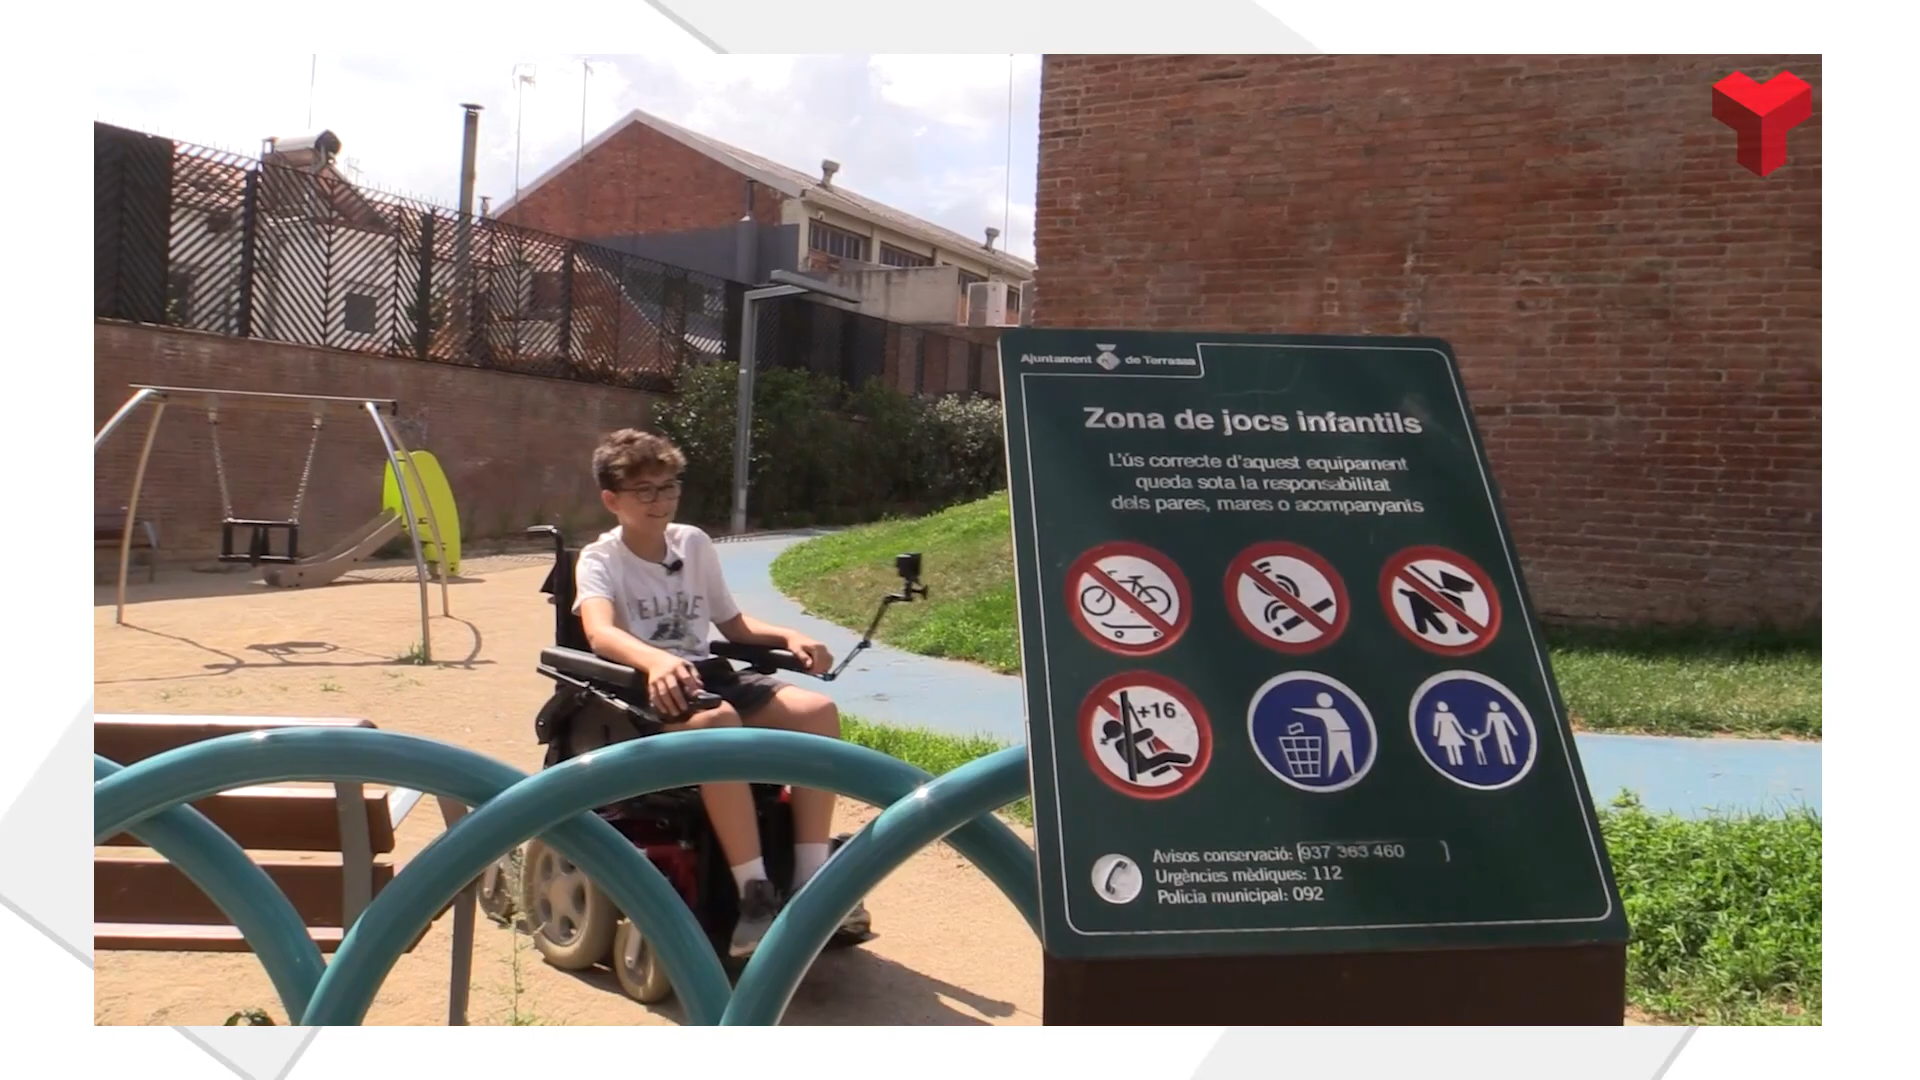 Ajuntament de Terrassa
Zona de jocs infantils
L'ús correcte d'aquest equipament
queda sota la responsabilitat
dels pares, mares o acompanyants
+16
Avisos conservació: 937 363 460
Urgències mèdiques: 112
Policia municipal: 092